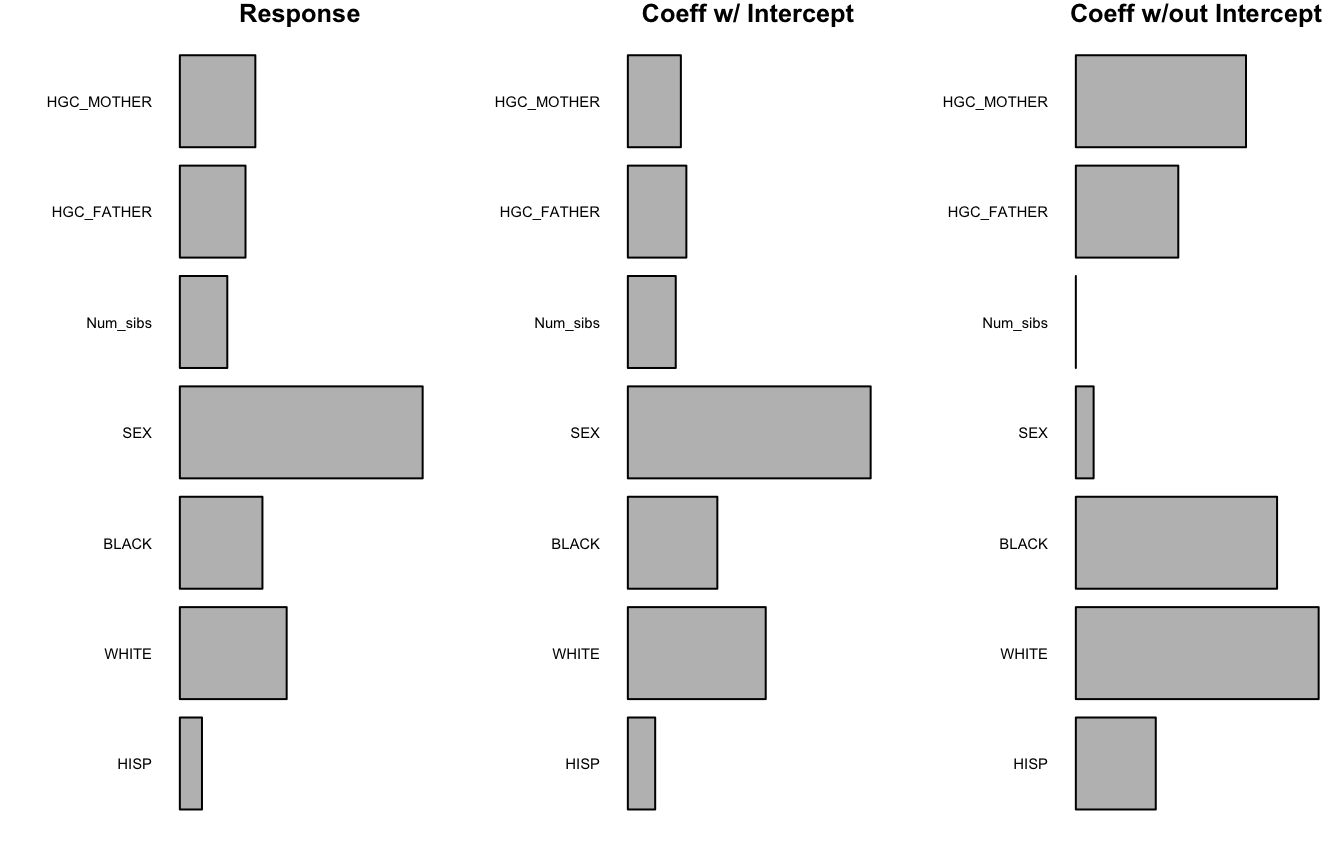 Response
HGC_MOTHER
HGC_FATHER
Num_sibs
SEX
BLACK
WHITE
HISP
Coeff w/ Intercept
HGC_MOTHER
HGC_FATHER
Num_sibs
SEX
BLACK
WHITE
HISP
Coeff w/out Intercept
HGC_MOTHER
HGC_FATHER
Num_sibs
SEX
BLACK
WHITE
HISP